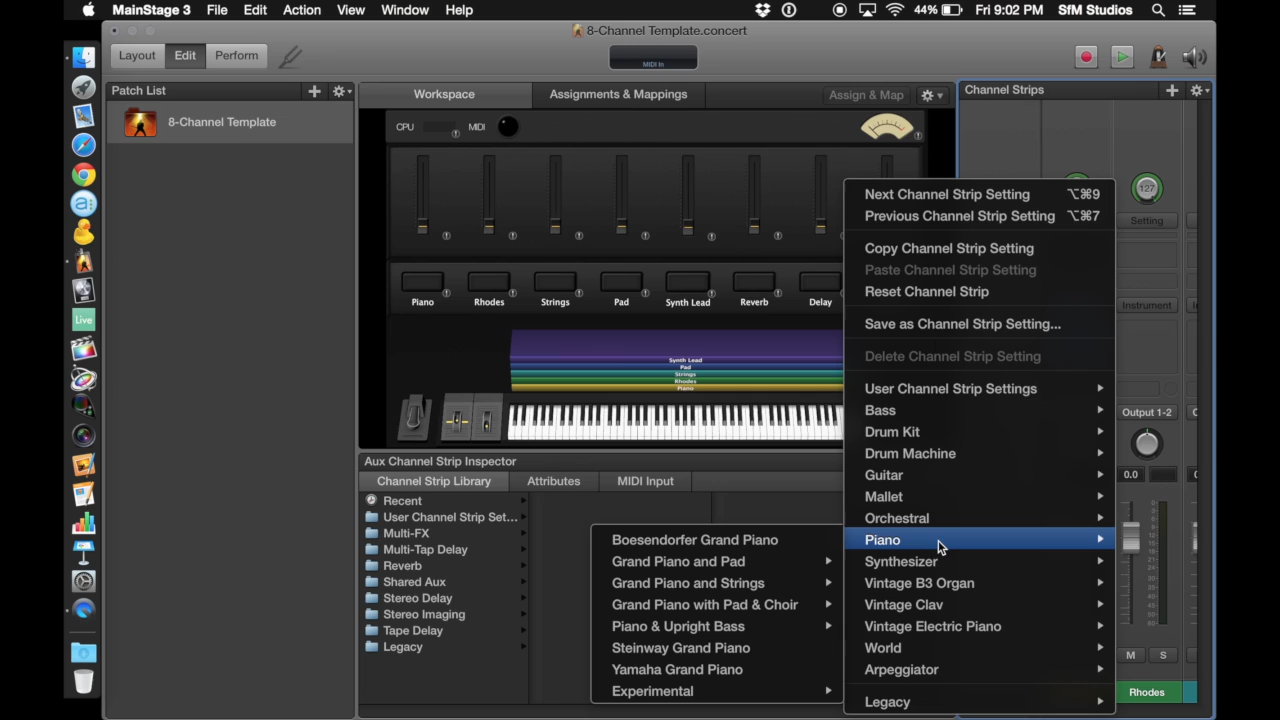 MainStage 3 File Edit Action View Window Help 44% Fri 9:02 PM SfM Studios
8-Channel Template.concert
Layout Edit Perform
MIDI In
Patch List
Workspace Assignments & Mappings Assign & Map
Channel Strips
8-Channel Template
CPU MIDI
127
Setting
Piano Rhodes Strings Pad Synth Lead Reverb Delay
Instrument
Synth Lead
Pad
Strings
Rhodes
Piano
Output 1-2
0.0
M S
Rhodes
Aux Channel Strip Inspector
Channel Strip Library Attributes MIDI Input
Recent
User Channel Strip Set...
Multi-FX
Multi-Tap Delay
Reverb
Shared Aux
Stereo Delay
Stereo Imaging
Tape Delay
Legacy
Boesendorfer Grand Piano
Grand Piano and Pad
Grand Piano and Strings
Grand Piano with Pad & Choir
Piano & Upright Bass
Steinway Grand Piano
Yamaha Grand Piano
Experimental
Next Channel Strip Setting ⌥⌘9
Previous Channel Strip Setting ⌥⌘7
Copy Channel Strip Setting
Paste Channel Strip Setting
Reset Channel Strip
Save as Channel Strip Setting...
Delete Channel Strip Setting
User Channel Strip Settings
Bass
Drum Kit
Drum Machine
Guitar
Mallet
Orchestral
Piano
Synthesizer
Vintage B3 Organ
Vintage Clav
Vintage Electric Piano
World
Arpeggiator
Legacy
Live